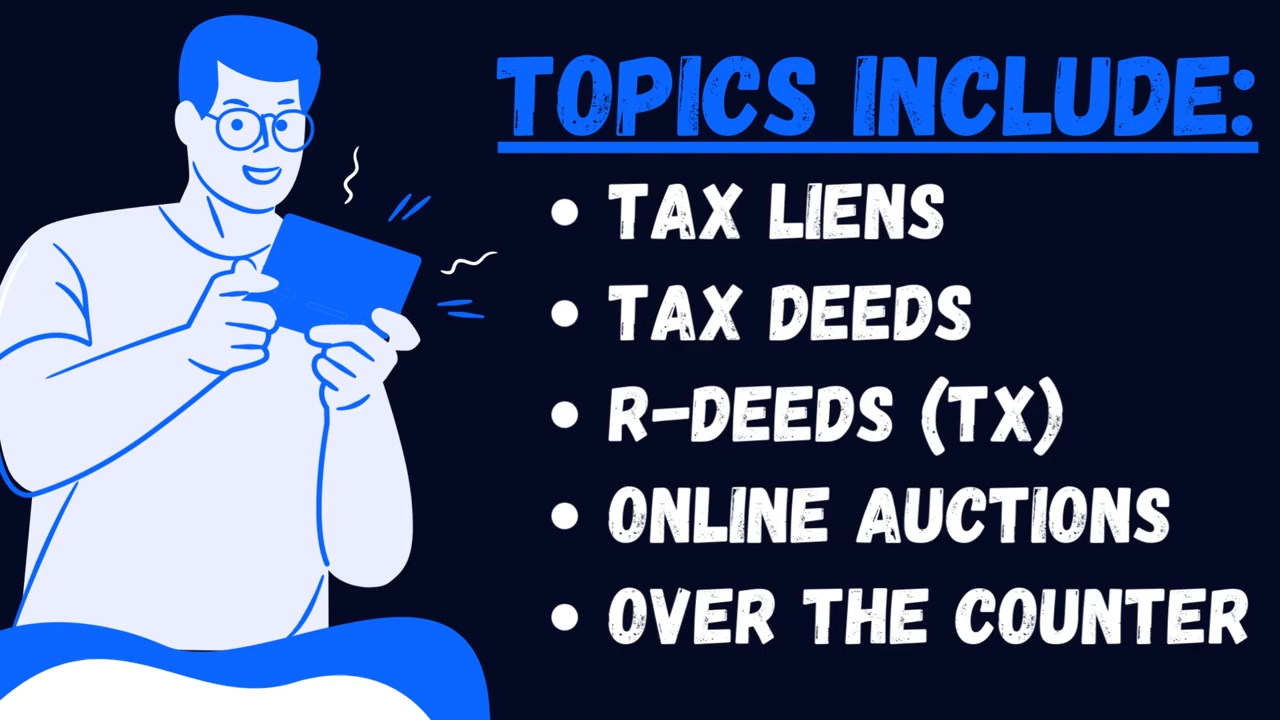 TOPICS INCLUDE:
• TAX LIENS
• TAX DEEDS
• R-DEEDS (TX)
• ONLINE AUCTIONS
• OVER THE COUNTER